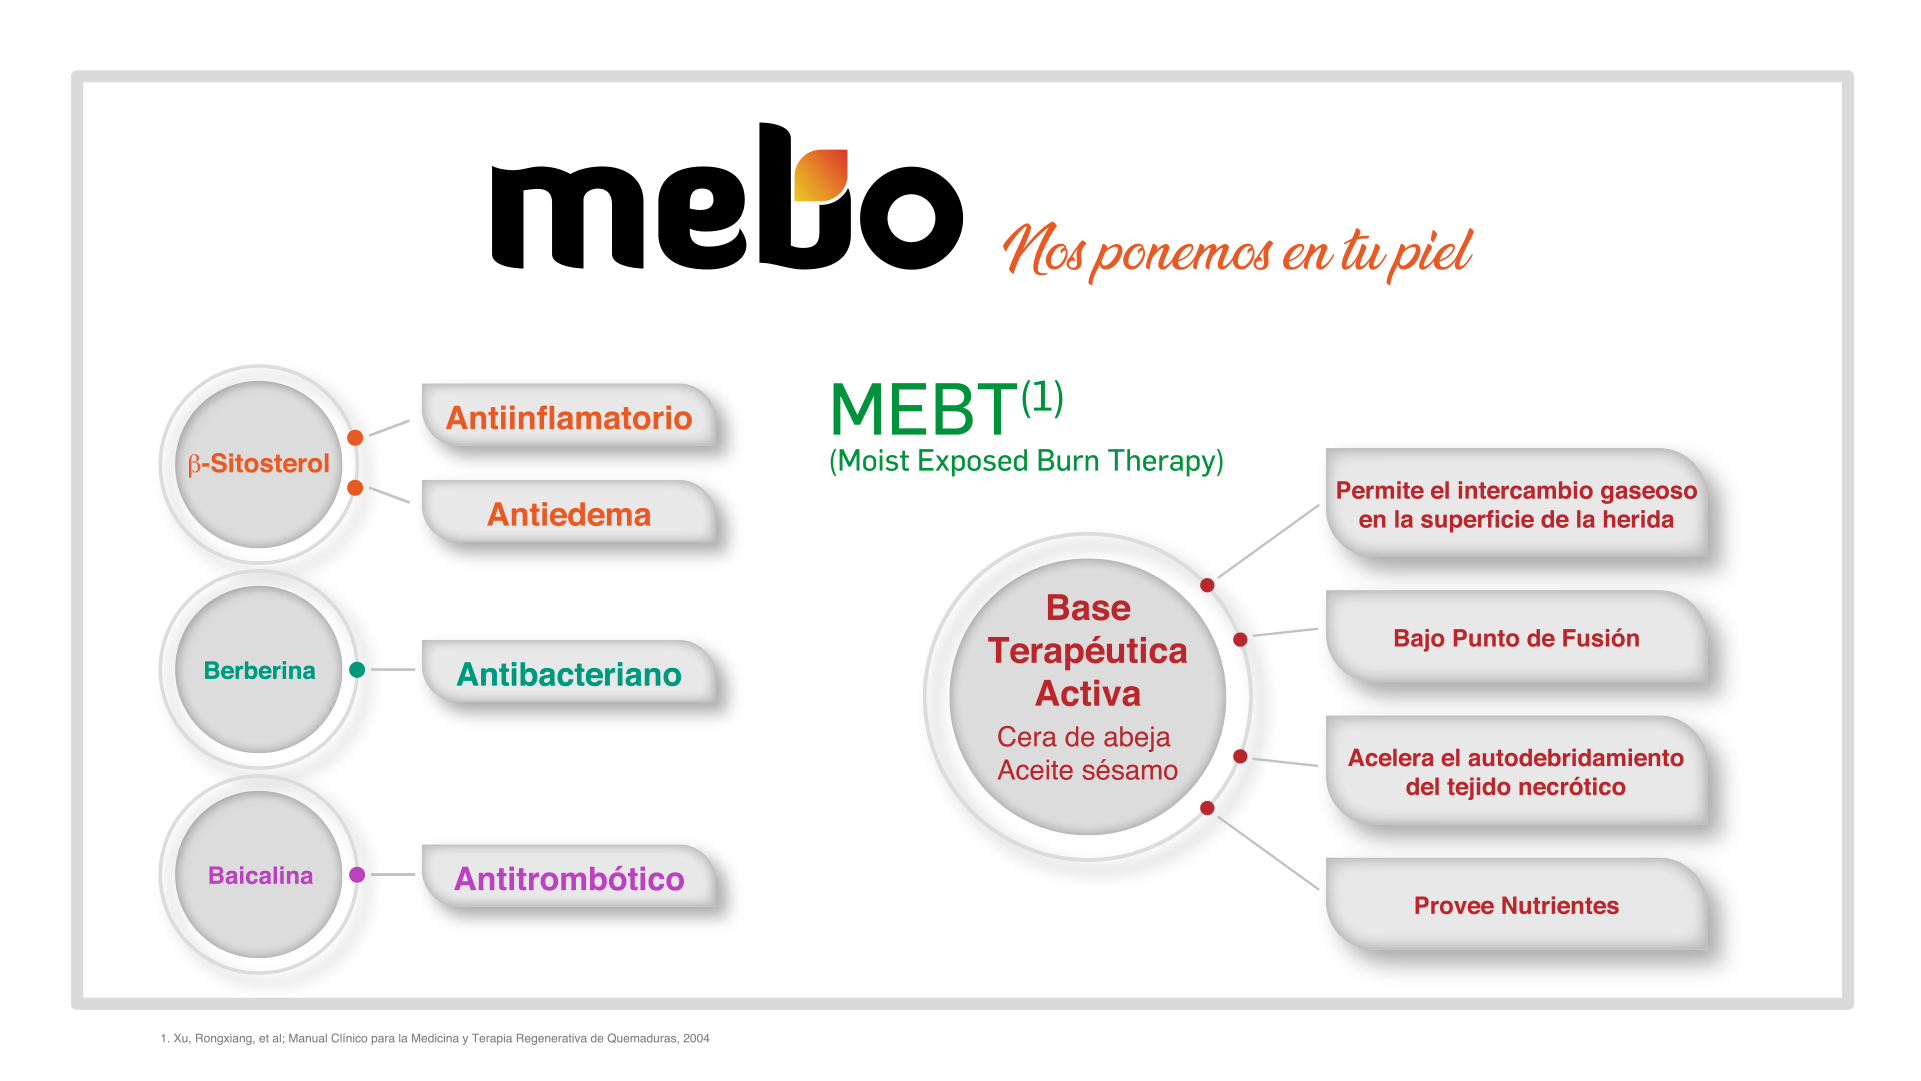 mebo
Nos ponemos en tu piel
β-Sitosterol
Antiinflamatorio
Antiedema
Berberina
Antibacteriano
Baicalina
Antitrombótico
MEBT(1)
(Moist Exposed Burn Therapy)
Base
Terapéutica
Activa
Cera de abeja
Aceite sésamo
Permite el intercambio gaseoso
en la superficie de la herida
Bajo Punto de Fusión
Acelera el autodebridamiento
del tejido necrótico
Provee Nutrientes
1. Xu, Rongxiang, et al; Manual Clínico para la Medicina y Terapia Regenerativa de Quemaduras, 2004